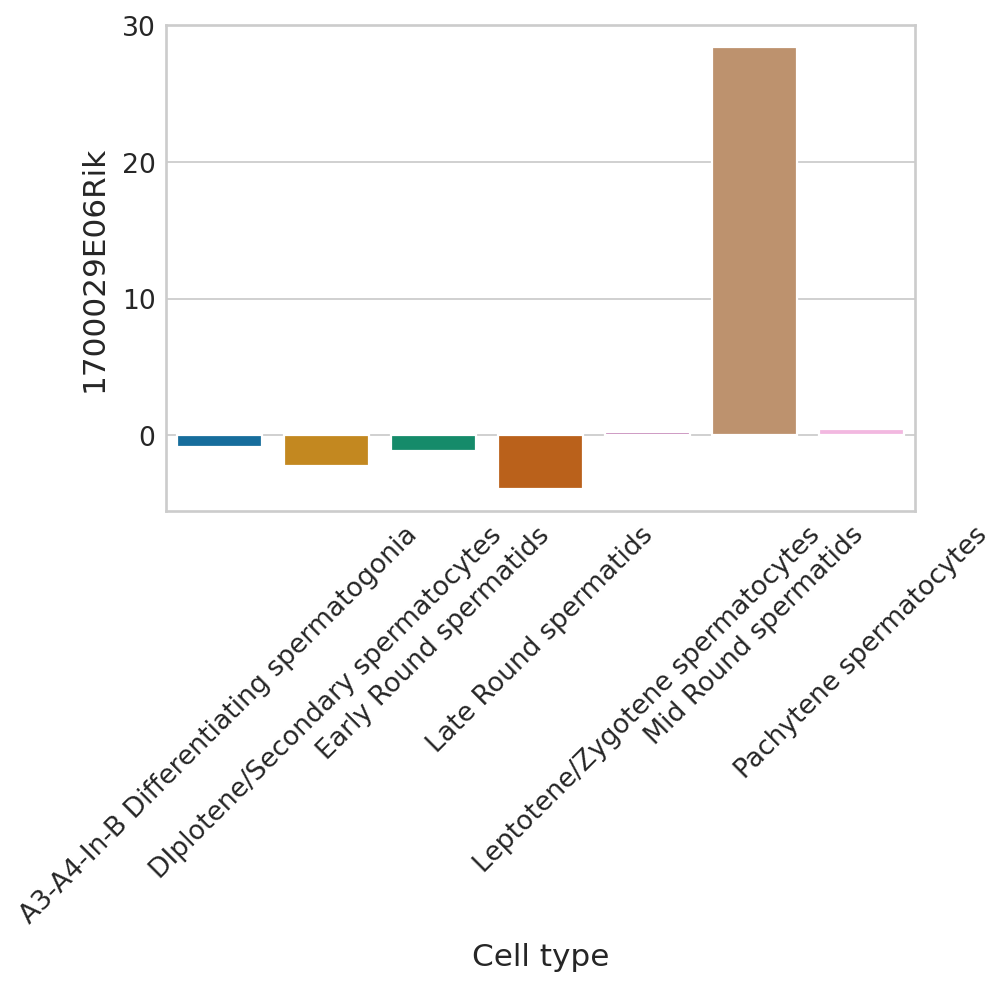 30
20
10
0
1700029E06Rik
A3-A4-In-B Differentiating spermatogonia
DIplotene/Secondary spermatocytes
Early Round spermatids
Late Round spermatids
Leptotene/Zygotene spermatocytes
Mid Round spermatids
Pachytene spermatocytes
Cell type